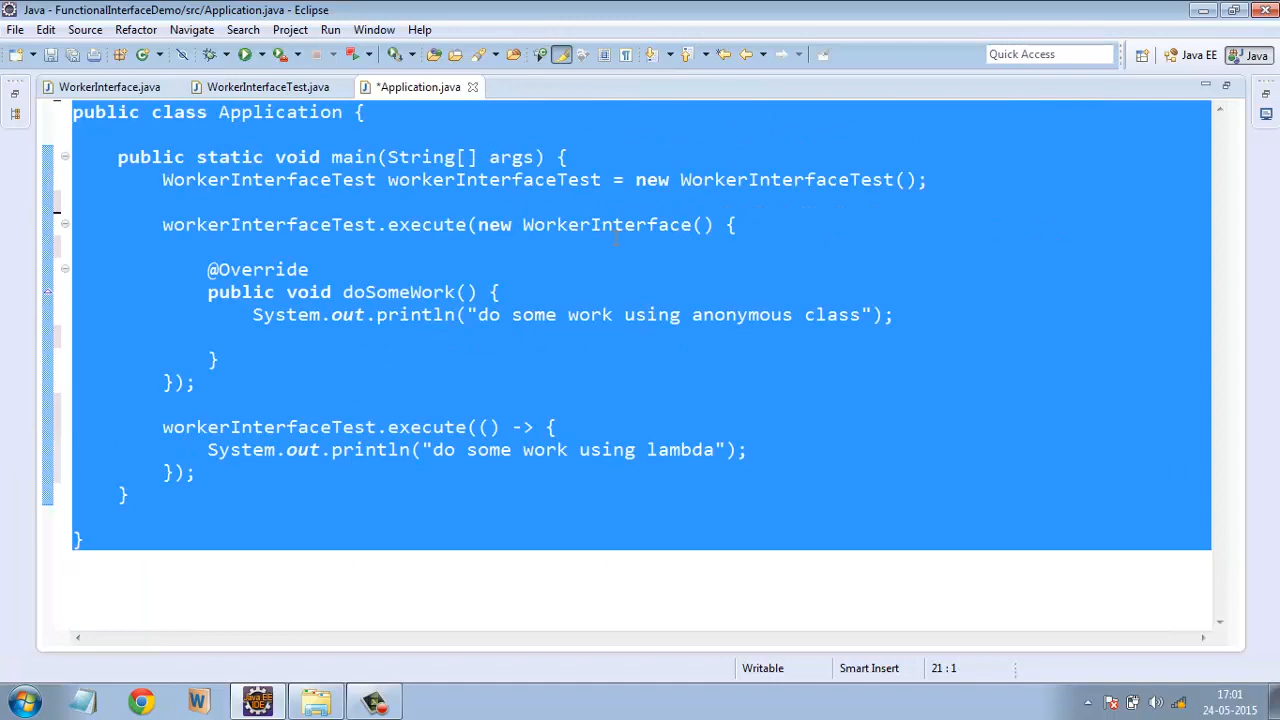 Java - FunctionalInterfaceDemo/src/Application.java - Eclipse
File Edit Source Refactor Navigate Search Project Run Window Help
Quick Access
Java EE
Java
WorkerInterface.java
WorkerInterfaceTest.java
*Application.java
public class Application {
public static void main(String[] args) {
WorkerInterfaceTest workerInterfaceTest = new WorkerInterfaceTest();
workerInterfaceTest.execute(new WorkerInterface() {
@Override
public void doSomeWork() {
System.out.println("do some work using anonymous class");
}
});
workerInterfaceTest.execute(() -> {
System.out.println("do some work using lambda");
});
}
}
Writable
Smart Insert
21 : 1
Java EE
IDE
17:01
24-05-2015